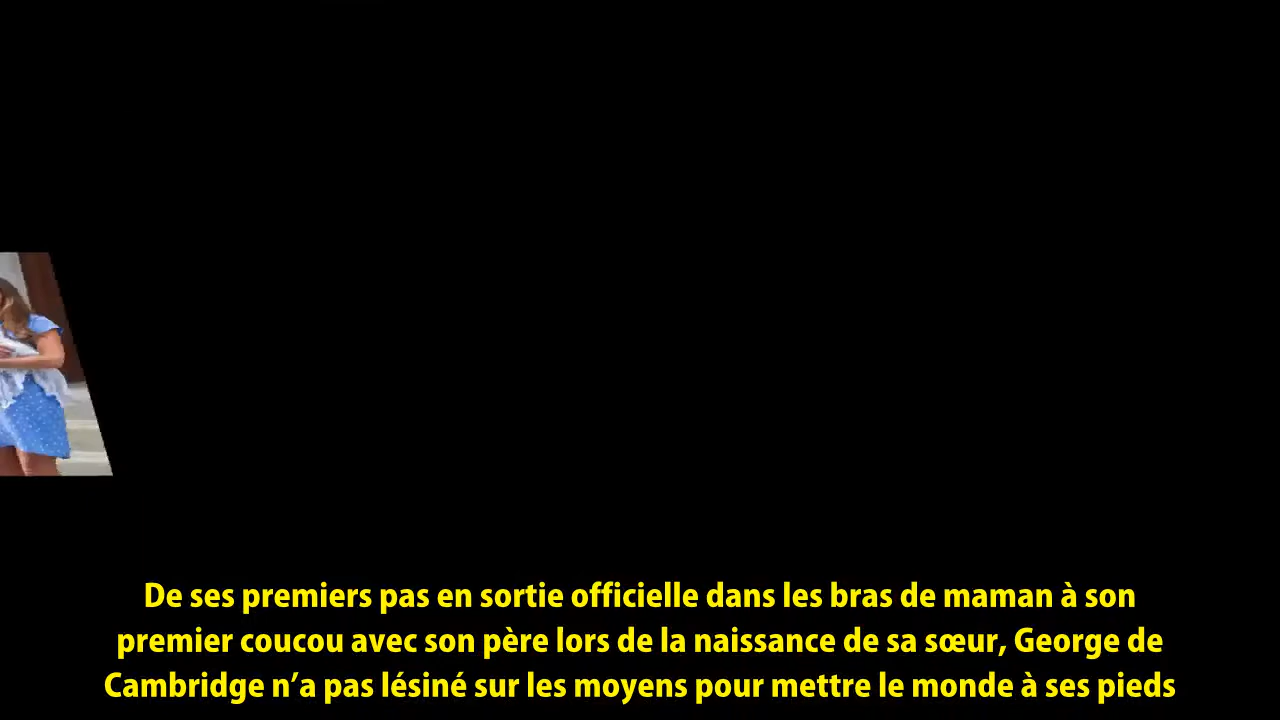 De ses premiers pas en sortie officielle dans les bras de maman à son
premier coucou avec son père lors de la naissance de sa sœur, George de
Cambridge n’a pas lésiné sur les moyens pour mettre le monde à ses pieds